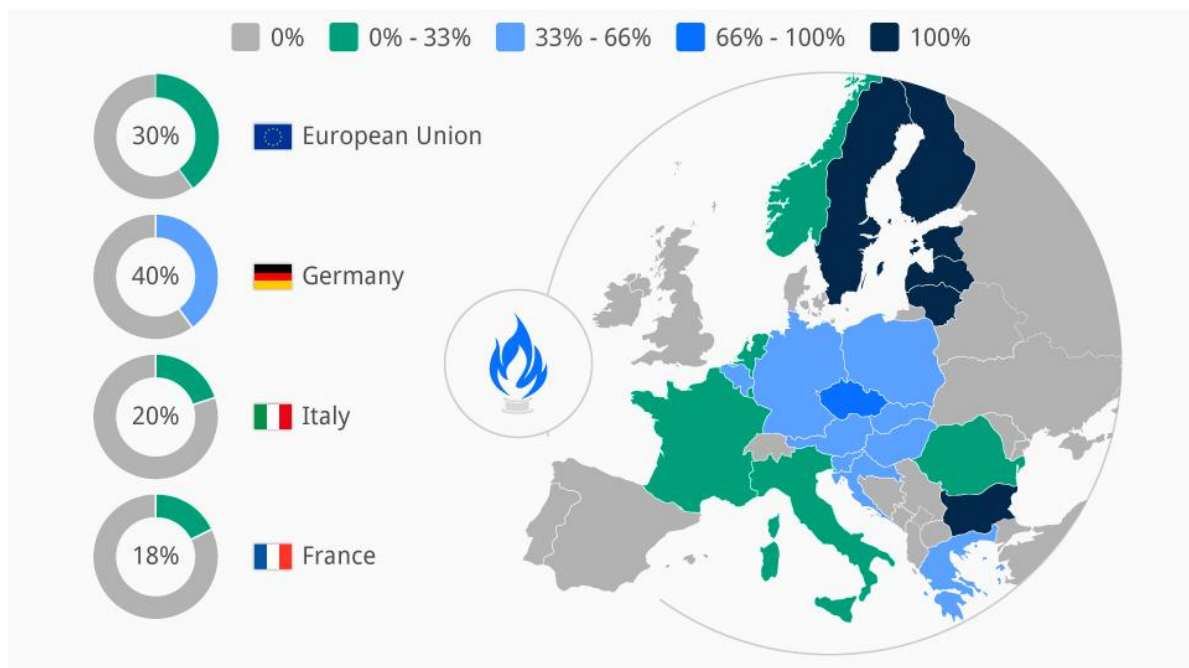 0% 0% - 33% 33% - 66% 66% - 100% 100%
30% European Union
40% Germany
20% Italy
18% France